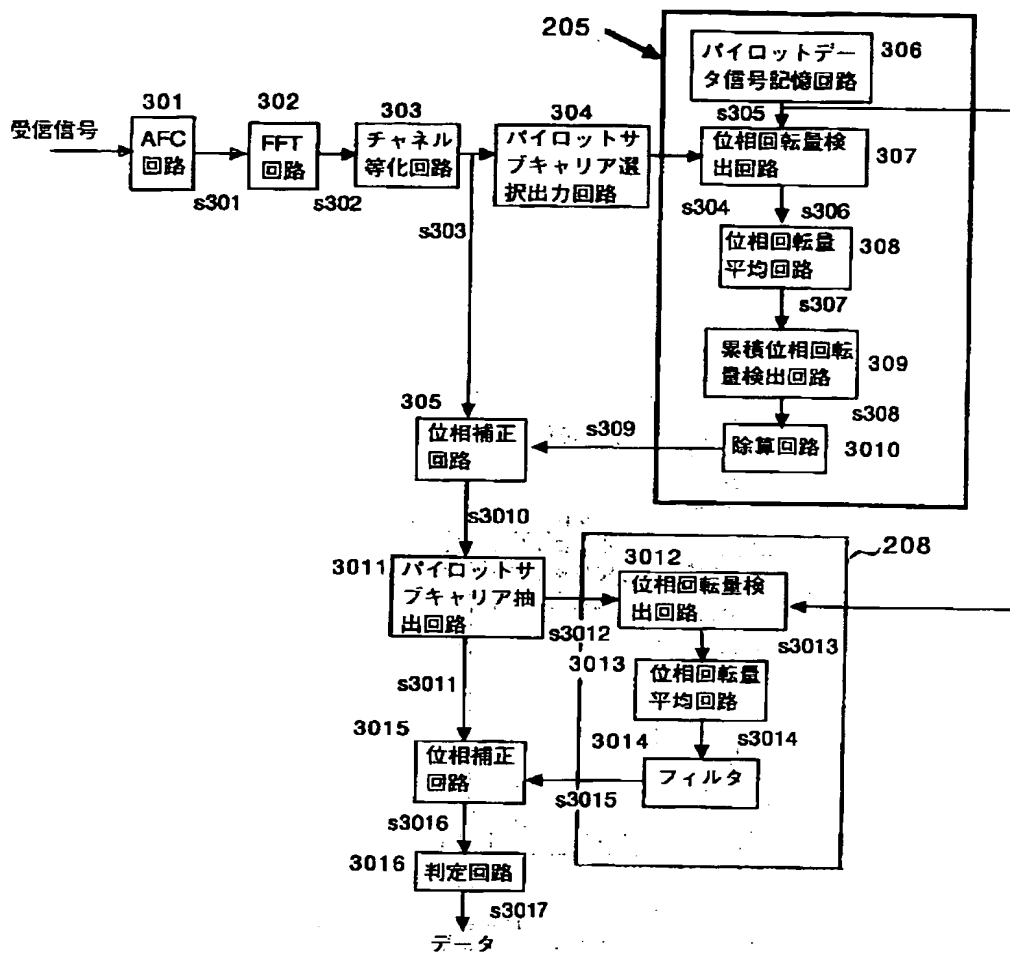 205
パイロットデー
タ信号記憶回路
306
s305
受信信号
301
AFC
回路
s301
302
FFT
回路
s302
303
チャネル
等化回路
s303
304
パイロットサ
ブキャリア選
択出力回路
位相回転量検
出回路
307
s304
s306
位相回転量
平均回路
308
s307
累積位相回転
量検出回路
309
s308
除算回路
3010
s309
305
位相補正
回路
s3010
208
3011
パイロットサ
ブキャリア抽
出回路
s3012
3012
位相回転量検
出回路
s3013
s3011
3013
位相回転量
平均回路
s3014
3014
フィルタ
s3015
3015
位相補正
回路
s3016
3016
判定回路
s3017
データ